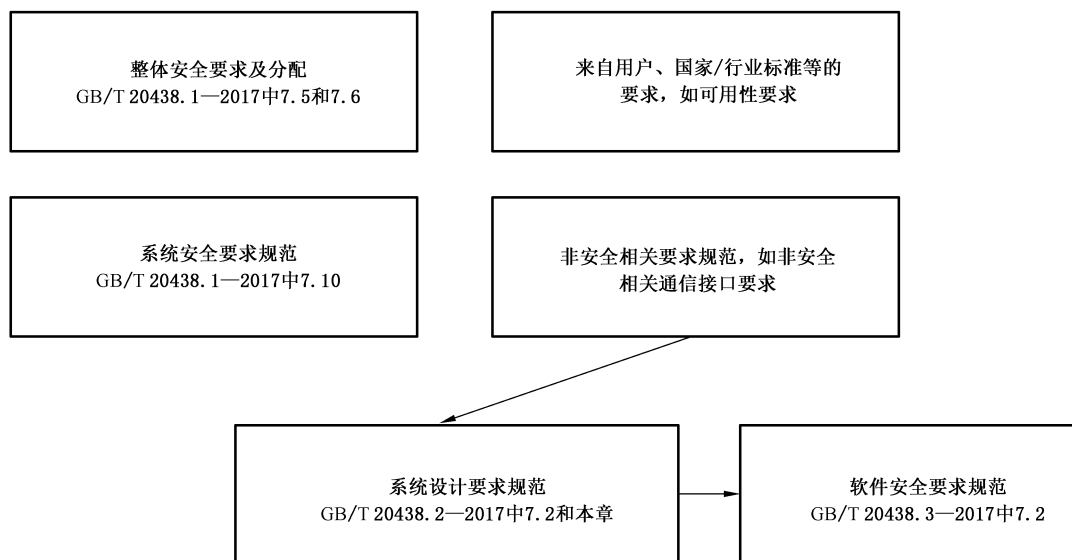 整体安全要求及分配
GB/T 20438.1—2017中7.5和7.6
来自用户、国家/行业标准等的
要求，如可用性要求
系统安全要求规范
GB/T 20438.1—2017中7.10
非安全相关要求规范，如非安全
相关通信接口要求
系统设计要求规范
GB/T 20438.2—2017中7.2和本章
软件安全要求规范
GB/T 20438.3—2017中7.2